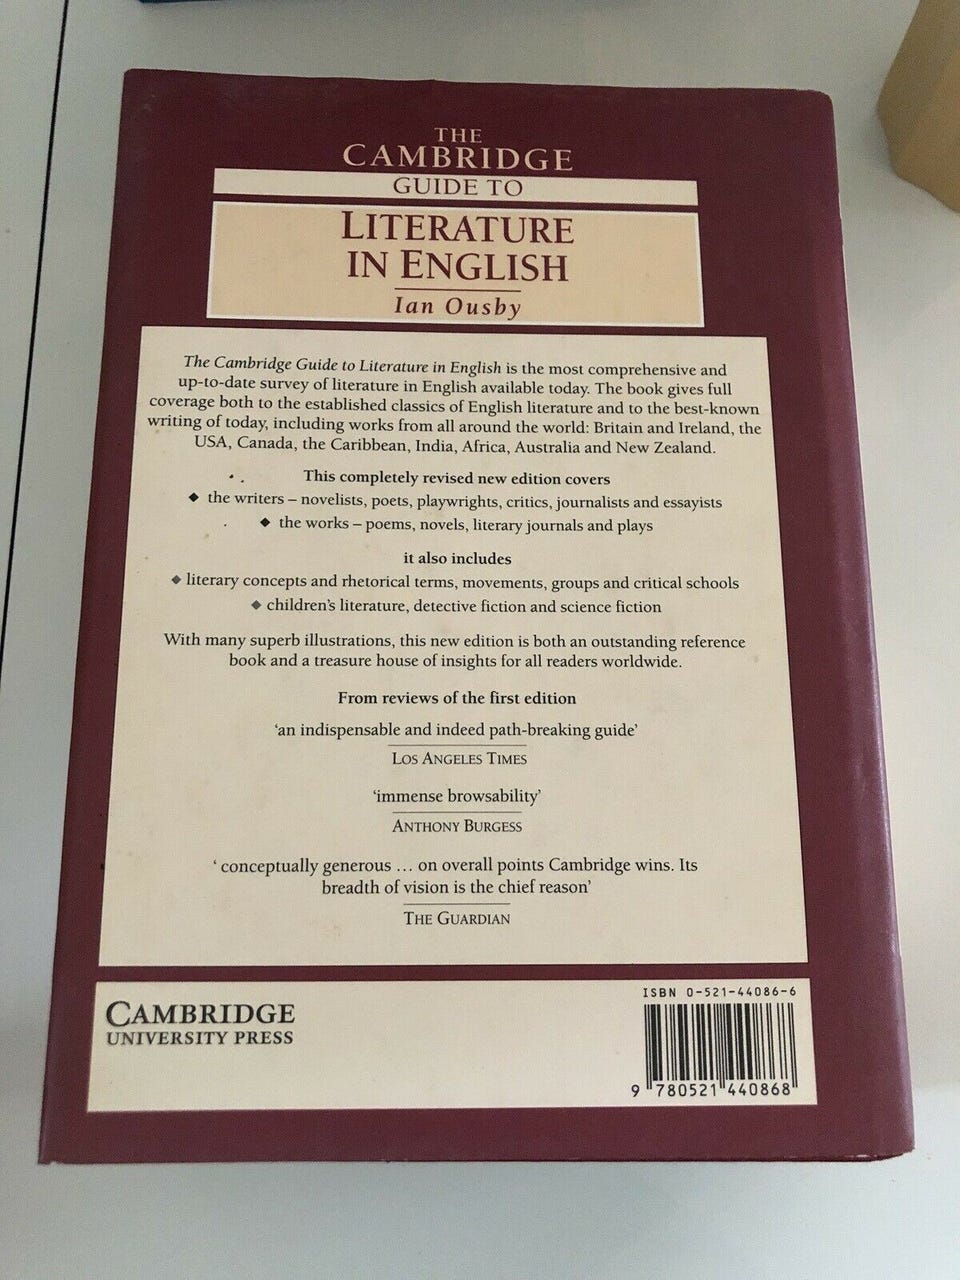 THE
CAMBRIDGE
GUIDE TO
LITERATURE
IN ENGLISH
Ian Ousby
The Cambridge Guide to Literature in English is the most comprehensive and
up-to-date survey of literature in English available today. The book gives full
coverage both to the established classics of English literature and to the best-known
writing of today, including works from all around the world: Britain and Ireland, the
USA, Canada, the Caribbean, India, Africa, Australia and New Zealand.
This completely revised new edition covers
◆ the writers – novelists, poets, playwrights, critics, journalists and essayists
◆ the works – poems, novels, literary journals and plays
it also includes
◆ literary concepts and rhetorical terms, movements, groups and critical schools
◆ children's literature, detective fiction and science fiction
With many superb illustrations, this new edition is both an outstanding reference
book and a treasure house of insights for all readers worldwide.
From reviews of the first edition
‘an indispensable and indeed path-breaking guide’
LOS ANGELES TIMES
‘immense browsability’
ANTHONY BURGESS
‘ conceptually generous ... on overall points Cambridge wins. Its
breadth of vision is the chief reason’
THE GUARDIAN
CAMBRIDGE
UNIVERSITY PRESS
ISBN 0-521-44086-6
9 780521 440868